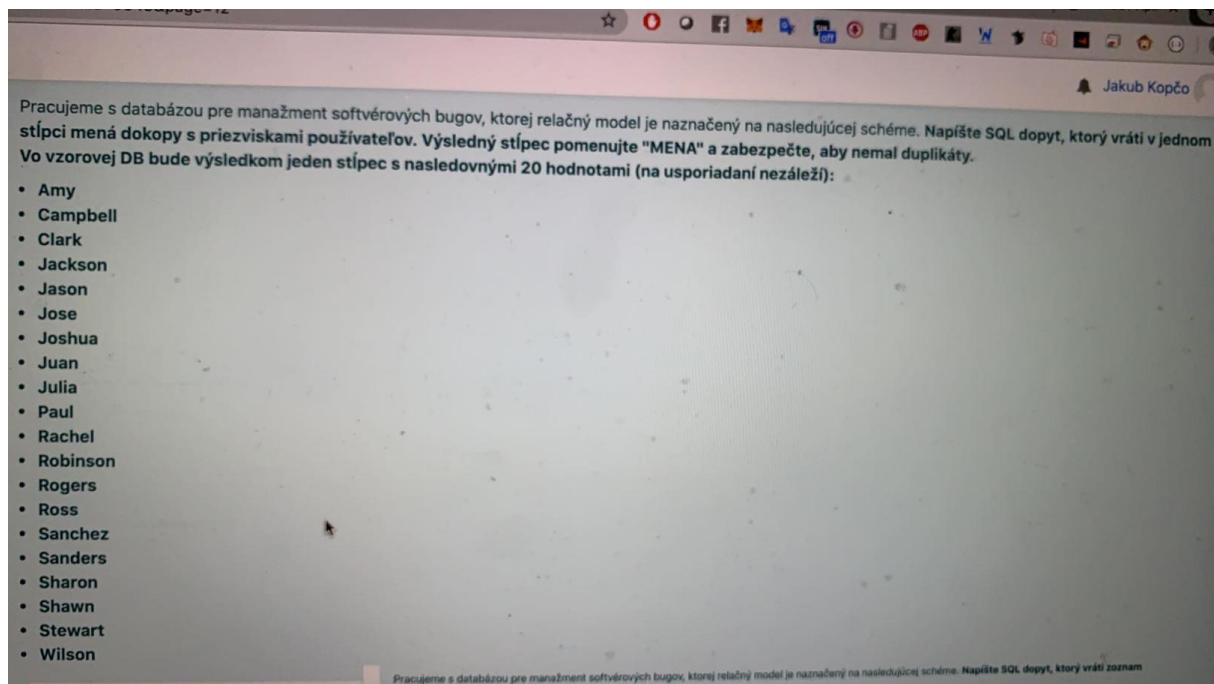 Jakub Kopčo
Pracujeme s databázou pre manažment softvérových bugov, ktorej relačný model je naznačený na nasledujúcej schéme. Napíšte SQL dopyt, ktorý vráti v jednom
stĺpci mená dokopy s priezviskami používateľov. Výsledný stĺpec pomenujte "MENA" a zabezpečte, aby nemal duplikáty.
Vo vzorovej DB bude výsledkom jeden stĺpec s nasledovnými 20 hodnotami (na usporiadaní nezáleží):
• Amy
• Campbell
• Clark
• Jackson
• Jason
• Jose
• Joshua
• Juan
• Julia
• Paul
• Rachel
• Robinson
• Rogers
• Ross
• Sanchez
• Sanders
• Sharon
• Shawn
• Stewart
• Wilson
Pracujeme s databázou pre manažment softvérových bugov, ktorej relačný model je naznačený na nasledujúcej schéme. Napíšte SQL dopyt, ktorý vráti zoznam